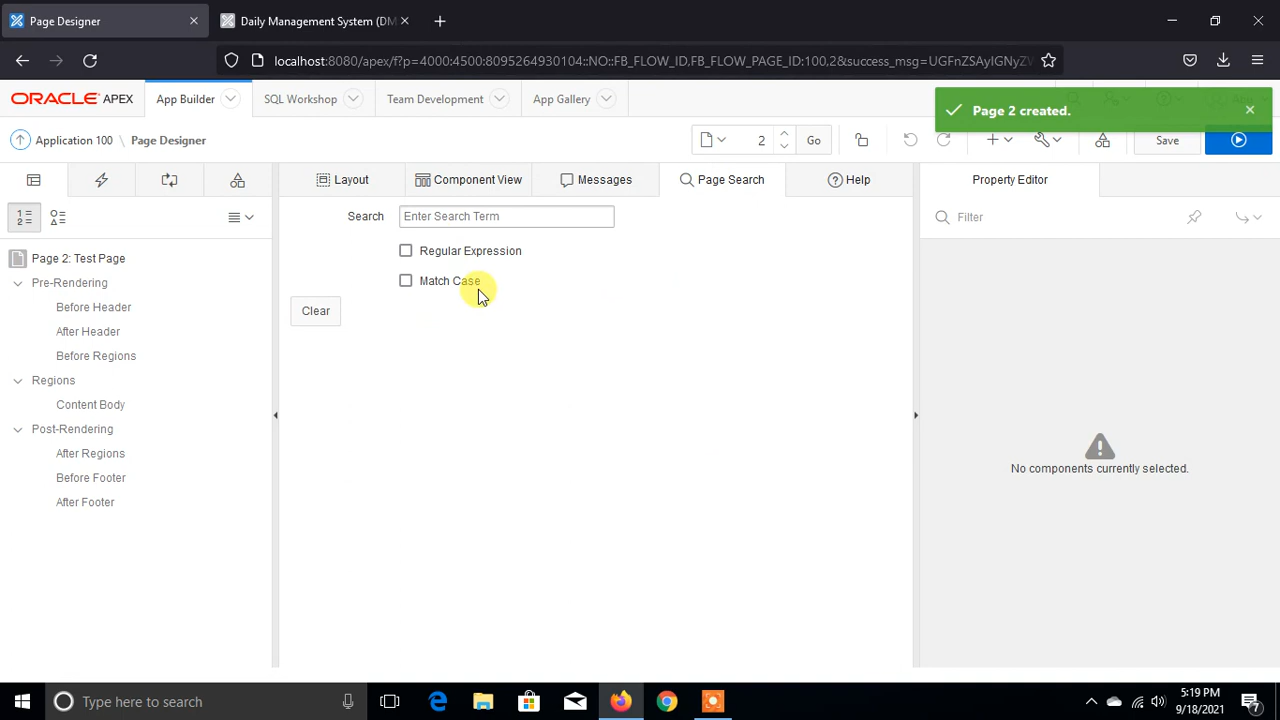 Page Designer
Daily Management System (DM
localhost:8080/apex/f?p=4000:4500:8095264930104::NO::FB_FLOW_ID,FB_FLOW_PAGE_ID:100,2&success_msg=UGFnZSAyIGNyZV
ORACLE APEX
App Builder
SQL Workshop
Team Development
App Gallery
Page 2 created.
Application 100 \ Page Designer
2
Go
Save
Layout
Component View
Messages
Page Search
Help
Property Editor
Search
Enter Search Term
Filter
Regular Expression
Match Case
Clear
Page 2: Test Page
Pre-Rendering
Before Header
After Header
Before Regions
Regions
Content Body
Post-Rendering
After Regions
Before Footer
After Footer
No components currently selected.
Type here to search
5:19 PM
9/18/2021
7